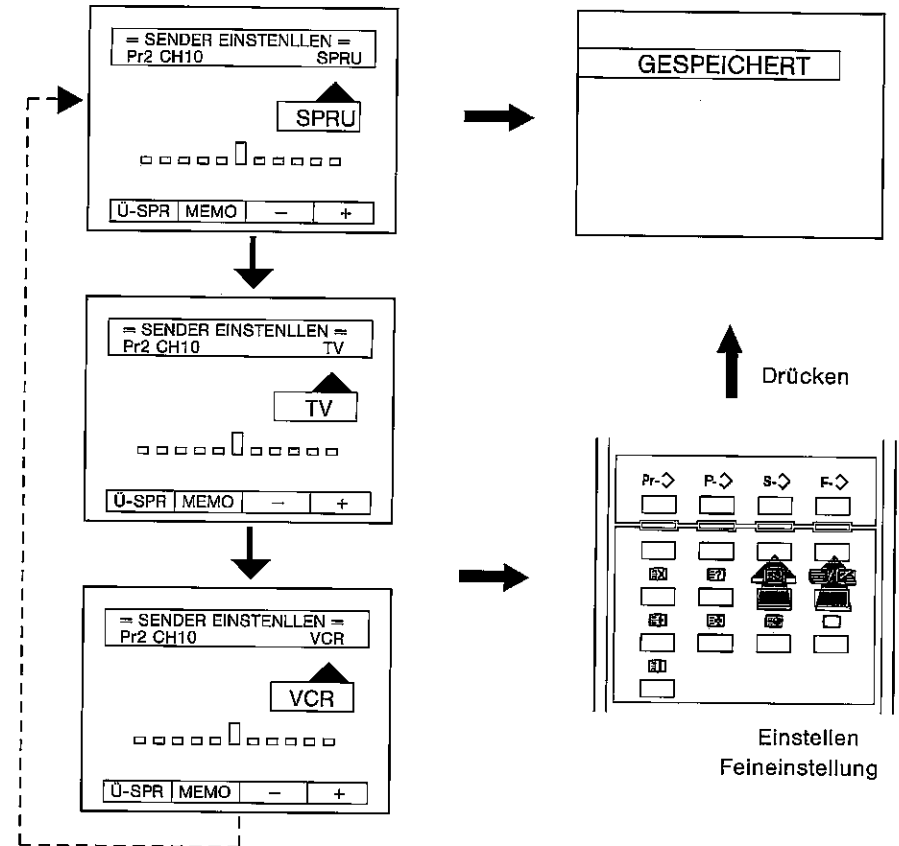 = SENDER EINSTENLLEN =
Pr2 CH10 SPRU
SPRU
Ü-SPR MEMO – +
= SENDER EINSTENLLEN =
Pr2 CH10 TV
TV
Ü-SPR MEMO – +
= SENDER EINSTENLLEN =
Pr2 CH10 VCR
VCR
Ü-SPR MEMO – +
GESPEICHERT
Drücken
Pr- P- S- F-
Einstellen
Feineinstellung